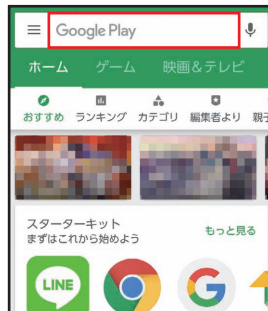 Google Play
ホーム ゲーム 映画&テレビ
おすすめ ランキング カテゴリ 編集者より 親子
スターターキット
まずはこれから始めよう
もっと見る
LINE
G